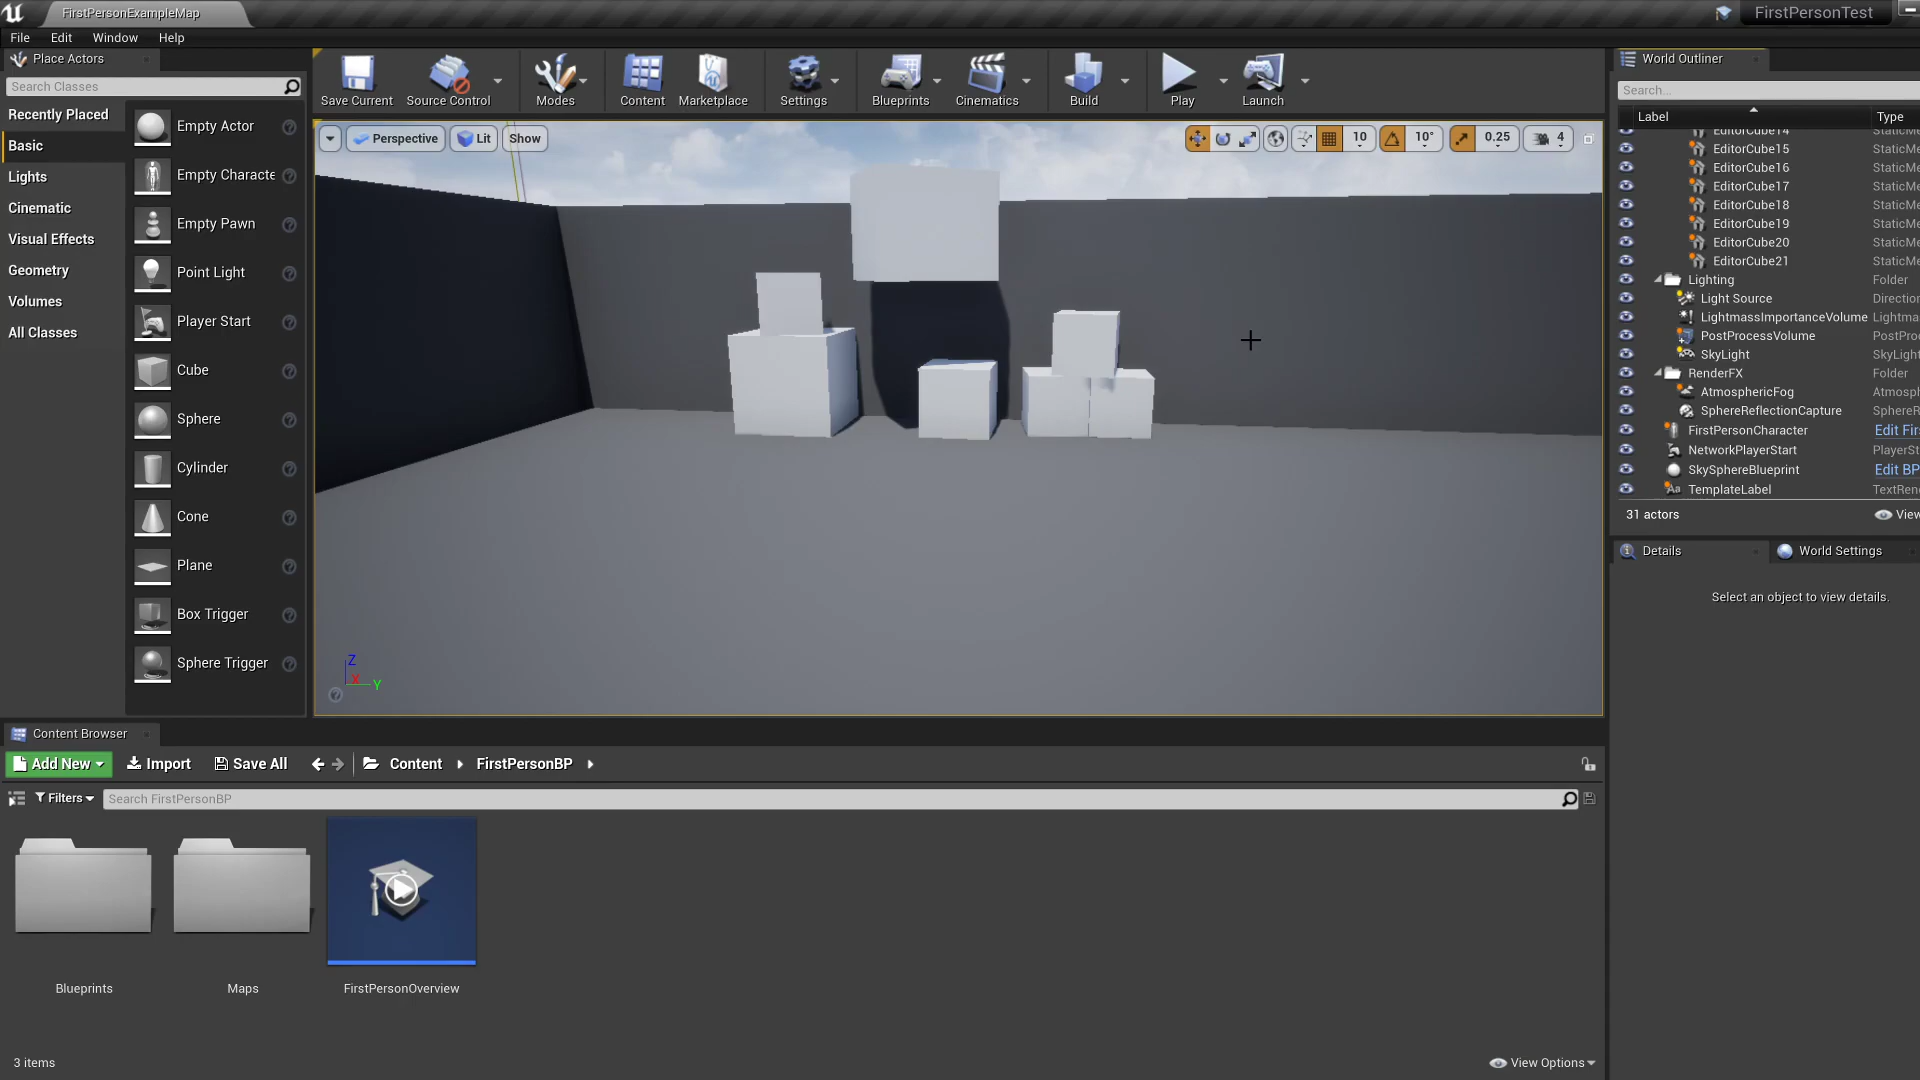 FirstPersonExampleMap
FirstPersonTest
File Edit Window Help
Place Actors
Search Classes
Recently Placed
Basic
Lights
Cinematic
Visual Effects
Geometry
Volumes
All Classes
Empty Actor
Empty Characte
Empty Pawn
Point Light
Player Start
Cube
Sphere
Cylinder
Cone
Plane
Box Trigger
Sphere Trigger
Save Current Source Control Modes Content Marketplace Settings Blueprints Cinematics Build Play Launch
Perspective Lit Show 10 10° 0.25 4
Z
X Y
World Outliner
Search...
Label Type
EditorCube14 StaticMe
EditorCube15 StaticMe
EditorCube16 StaticMe
EditorCube17 StaticMe
EditorCube18 StaticMe
EditorCube19 StaticMe
EditorCube20 StaticMe
EditorCube21 StaticMe
Lighting Folder
Light Source Direction
LightmassImportanceVolume Lightma
PostProcessVolume PostPro
SkyLight SkyLight
RenderFX Folder
AtmosphericFog Atmosp
SphereReflectionCapture SphereR
FirstPersonCharacter Edit Fir
NetworkPlayerStart PlayerSt
SkySphereBlueprint Edit BP
TemplateLabel TextRen
31 actors View
Details World Settings
Select an object to view details.
Content Browser
Add New Import Save All Content FirstPersonBP
Filters Search FirstPersonBP
Blueprints Maps FirstPersonOverview
3 items View Options